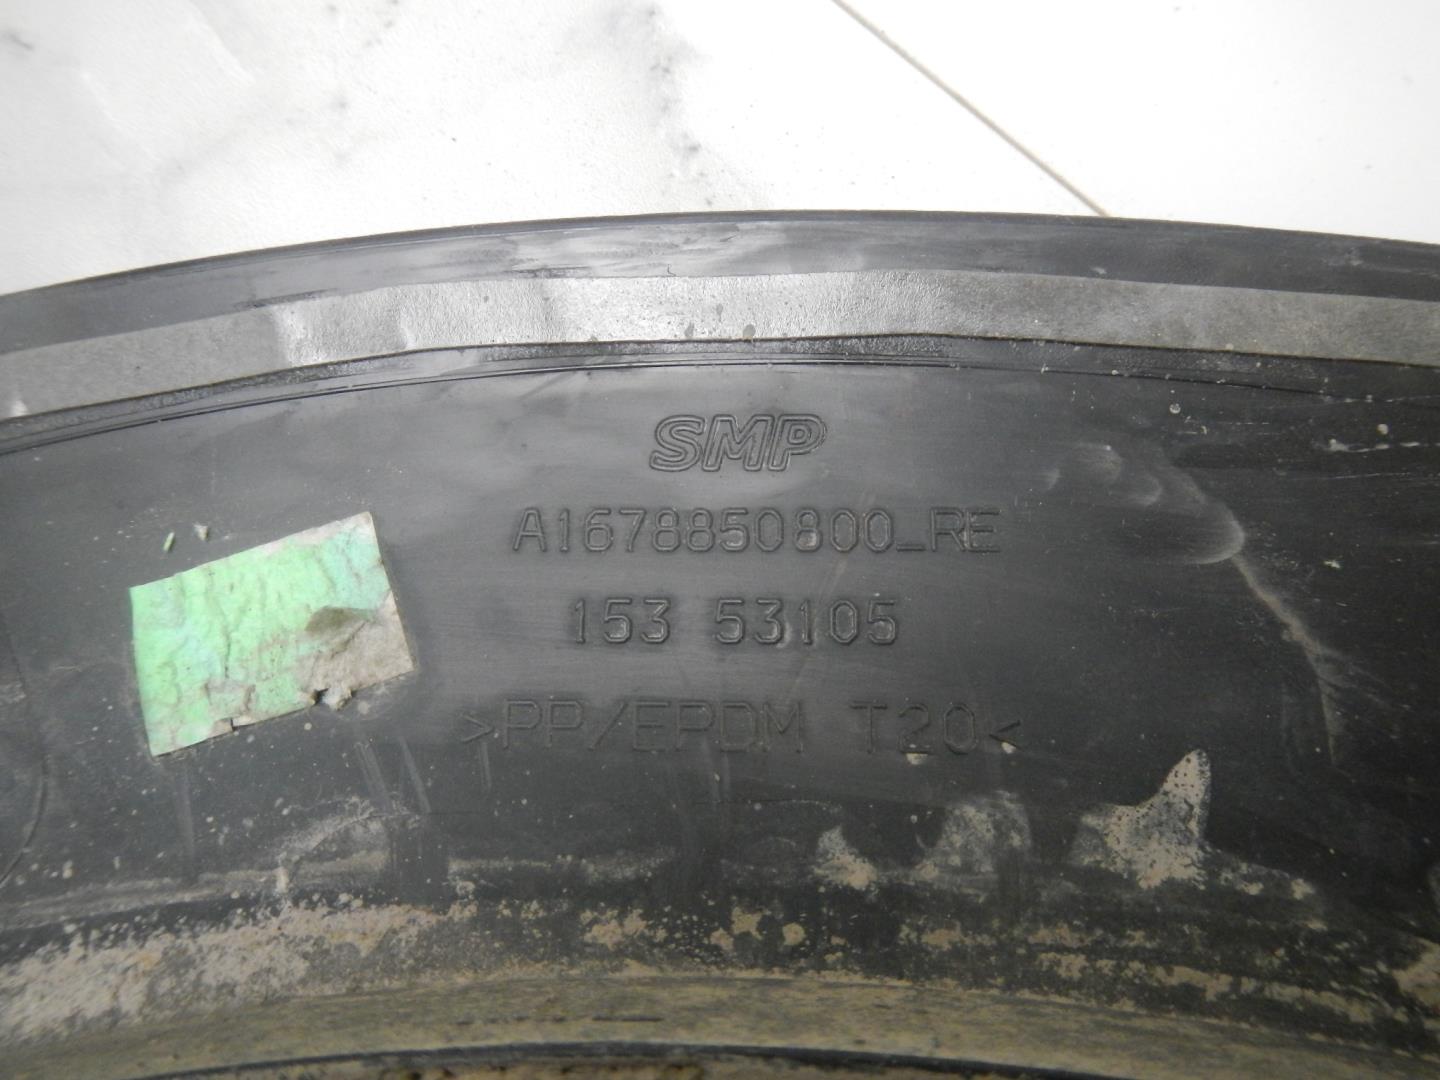 SMP
A1678850800_RE
153 53105
>PP/EPDM T20<